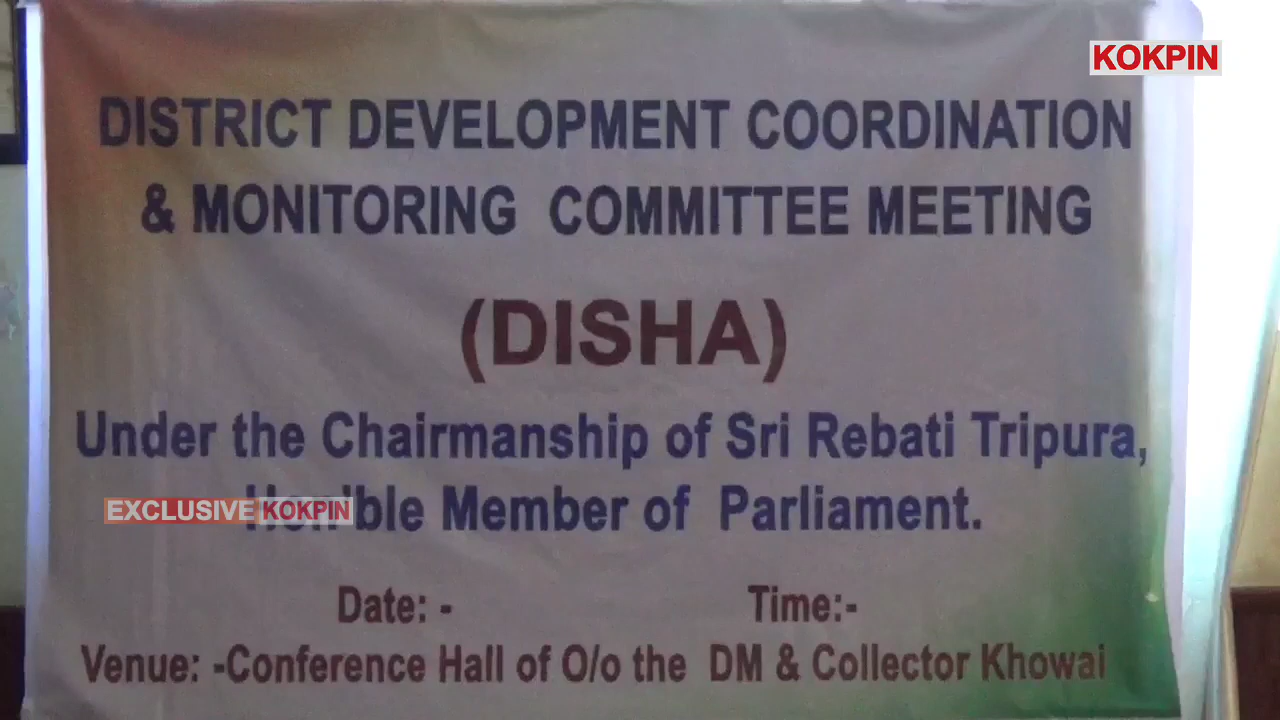 KOKPIN
DISTRICT DEVELOPMENT COORDINATION
& MONITORING COMMITTEE MEETING
(DISHA)
Under the Chairmanship of Sri Rebati Tripura,
EXCLUSIVE KOKPIN
Hon'ble Member of Parliament.
Date: - Time:-
Venue: -Conference Hall of O/o the DM & Collector Khowai